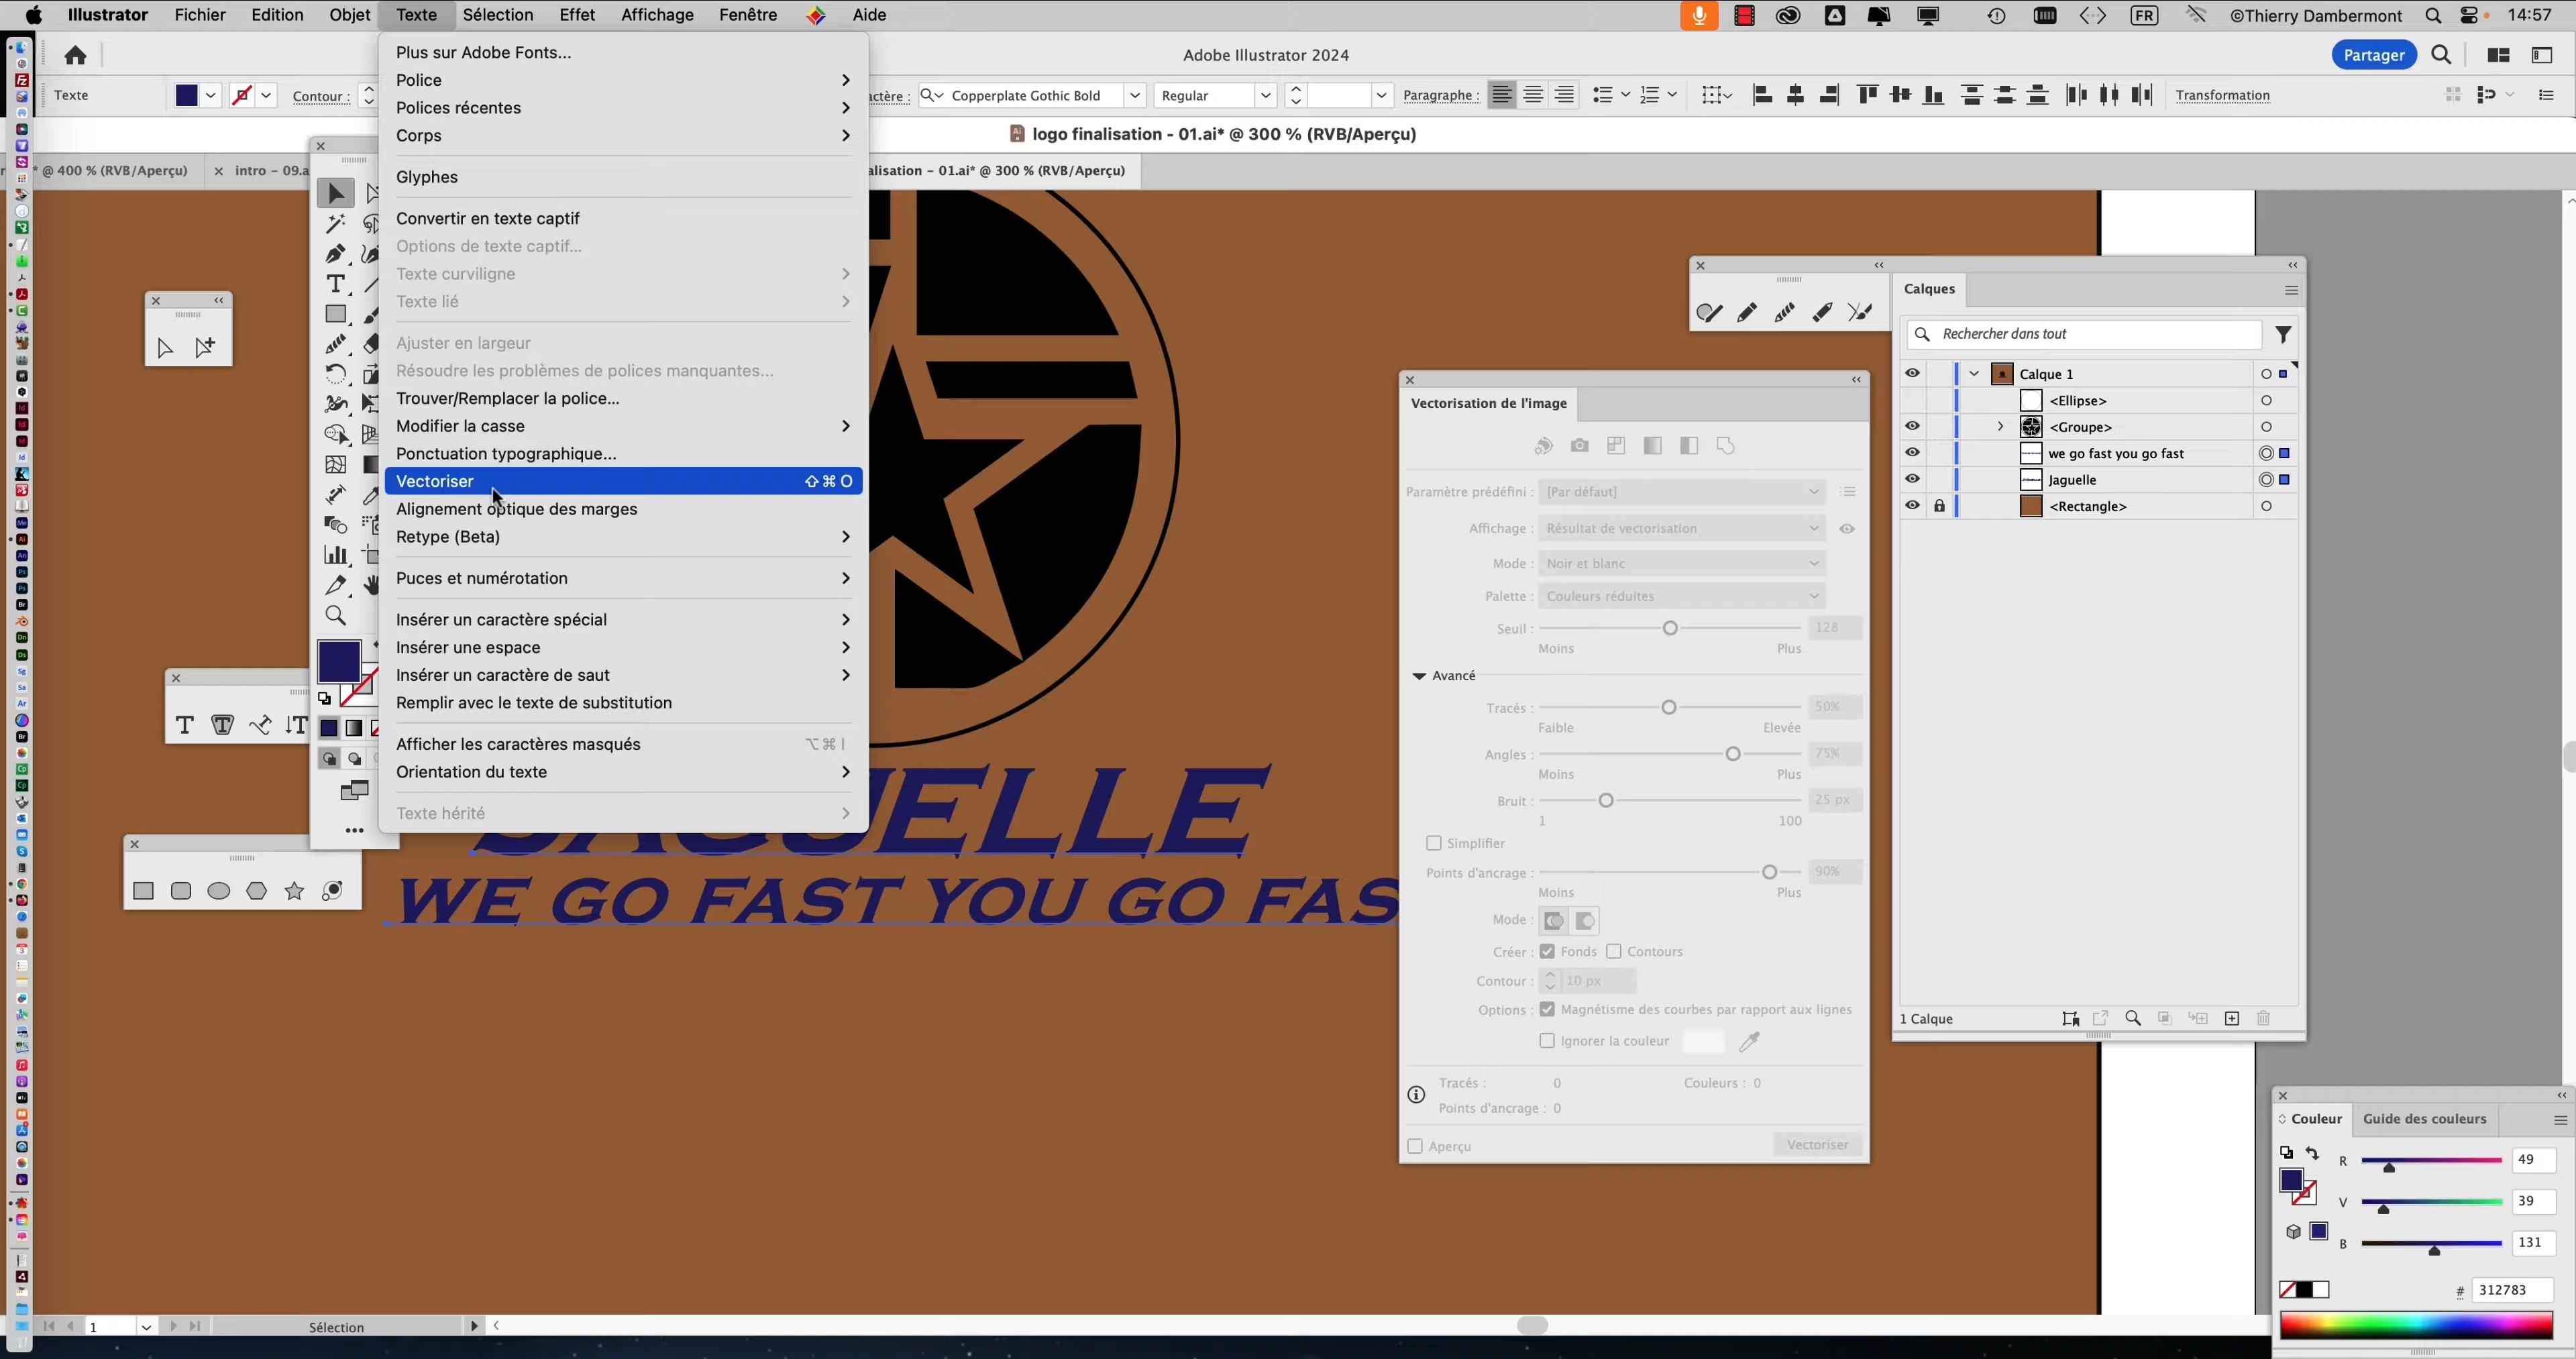 Illustrator Fichier Edition Objet Texte Sélection Effet Affichage Fenêtre Aide FR ©Thierry Dambermont 14:57
Adobe Illustrator 2024 Partager
Texte Contour : actère : Copperplate Gothic Bold Regular Paragraphe : Transformation
logo finalisation - 01.ai* @ 300 % (RVB/Aperçu)
* @ 400 % (RVB/Aperçu) × intro - 09.a alisation - 01.ai* @ 300 % (RVB/Aperçu)
Plus sur Adobe Fonts...
Police
Polices récentes
Corps
Glyphes
Convertir en texte captif
Options de texte captif...
Texte curviligne
Texte lié
Ajuster en largeur
Résoudre les problèmes de polices manquantes...
Trouver/Remplacer la police...
Modifier la casse
Ponctuation typographique...
Vectoriser ⇧⌘O
Alignement optique des marges
Retype (Beta)
Puces et numérotation
Insérer un caractère spécial
Insérer une espace
Insérer un caractère de saut
Remplir avec le texte de substitution
Afficher les caractères masqués ⌥⌘I
Orientation du texte
Texte hérité
JAGUELLE
WE GO FAST YOU GO FAS
Vectorisation de l'image
Paramètre prédéfini : [Par défaut]
Affichage : Résultat de vectorisation
Mode : Noir et blanc
Palette : Couleurs réduites
Seuil : 128
Moins Plus
Avancé
Tracés : 50%
Faible Elevée
Angles : 75%
Moins Plus
Bruit : 25 px
1 100
Simplifier
Points d'ancrage : 90%
Moins Plus
Mode :
Créer : Fonds Contours
Contour : 10 px
Options : Magnétisme des courbes par rapport aux lignes
Ignorer la couleur
Tracés : 0 Couleurs : 0
Points d'ancrage : 0
Aperçu Vectoriser
Calques
Rechercher dans tout
Calque 1
<Ellipse>
<Groupe>
we go fast you go fast
Jaguelle
<Rectangle>
1 Calque
Couleur Guide des couleurs
R 49
V 39
B 131
# 312783
1 Sélection